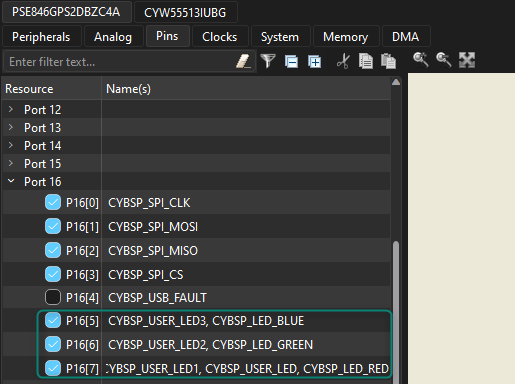 PSE846GPS2DBZC4A CYW55513IUBG
Peripherals Analog Pins Clocks System Memory DMA
Enter filter text...
Resource Name(s)
Port 12
Port 13
Port 14
Port 15
Port 16
P16[0] CYBSP_SPI_CLK
P16[1] CYBSP_SPI_MOSI
P16[2] CYBSP_SPI_MISO
P16[3] CYBSP_SPI_CS
P16[4] CYBSP_USB_FAULT
P16[5] CYBSP_USER_LED3, CYBSP_LED_BLUE
P16[6] CYBSP_USER_LED2, CYBSP_LED_GREEN
P16[7] CYBSP_USER_LED1, CYBSP_USER_LED, CYBSP_LED_RED